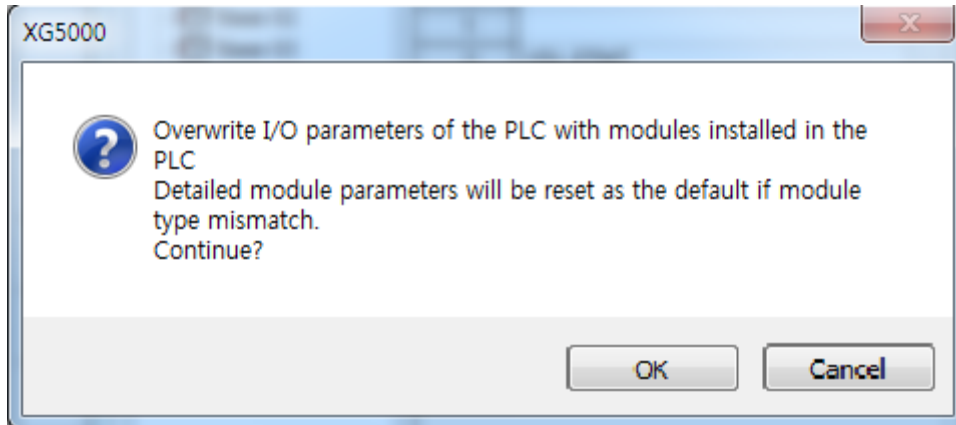 XG5000
Overwrite I/O parameters of the PLC with modules installed in the
PLC
Detailed module parameters will be reset as the default if module
type mismatch.
Continue?
OK
Cancel